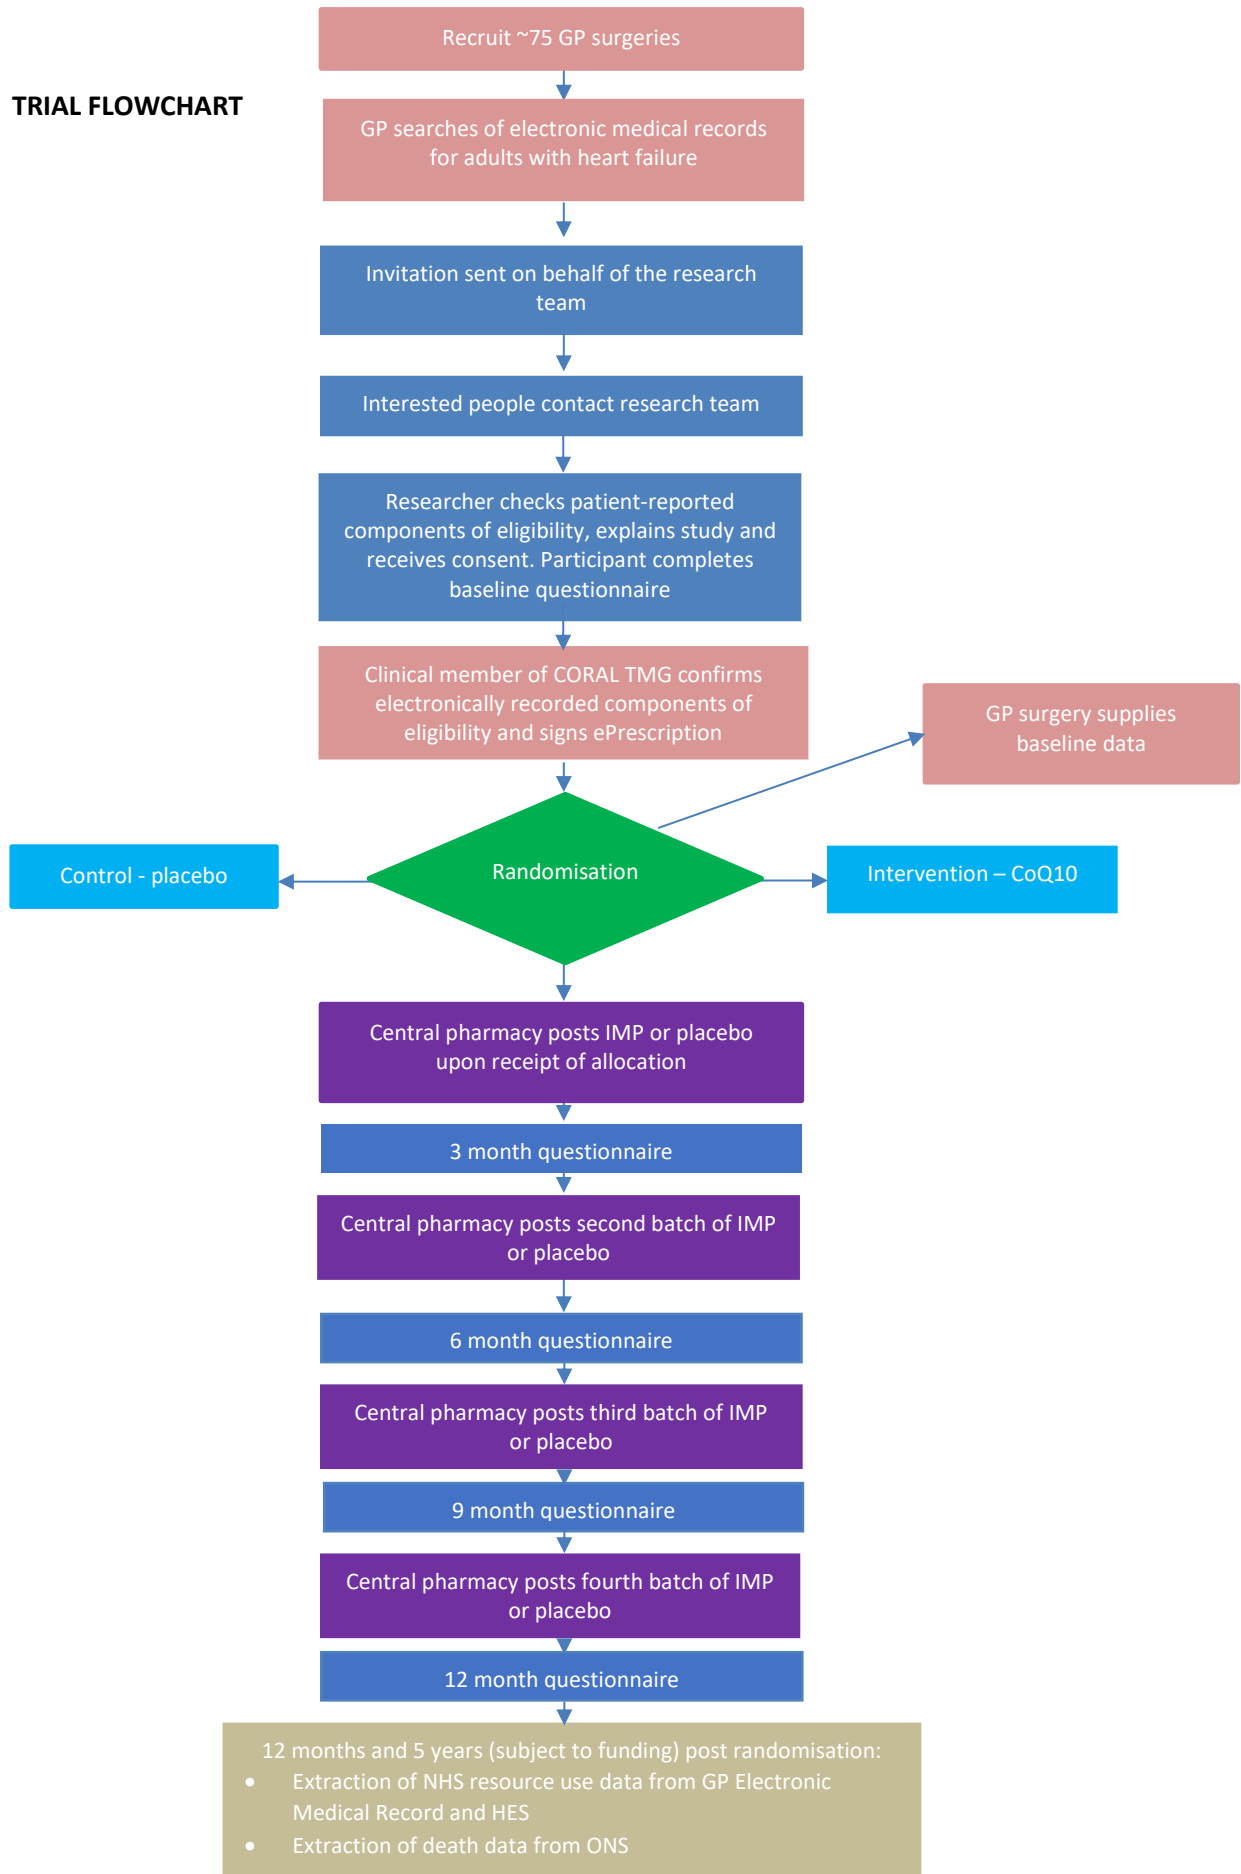 Recruit ~75 GP surgeries
TRIAL FLOWCHART
GP searches of electronic medical records
for adults with heart failure
Invitation sent on behalf of the research
team
Interested people contact research team
Researcher checks patient-reported
components of eligibility, explains study and
receives consent. Participant completes
baseline questionnaire
Clinical member of CORAL TMG confirms
electronically recorded components of
eligibility and signs ePrescription
GP surgery supplies
baseline data
Control - placebo
Randomisation
Intervention – CoQ10
Central pharmacy posts IMP or placebo
upon receipt of allocation
3 month questionnaire
Central pharmacy posts second batch of IMP
or placebo
6 month questionnaire
Central pharmacy posts third batch of IMP
or placebo
9 month questionnaire
Central pharmacy posts fourth batch of IMP
or placebo
12 month questionnaire
12 months and 5 years (subject to funding) post randomisation:
• Extraction of NHS resource use data from GP Electronic
Medical Record and HES
• Extraction of death data from ONS